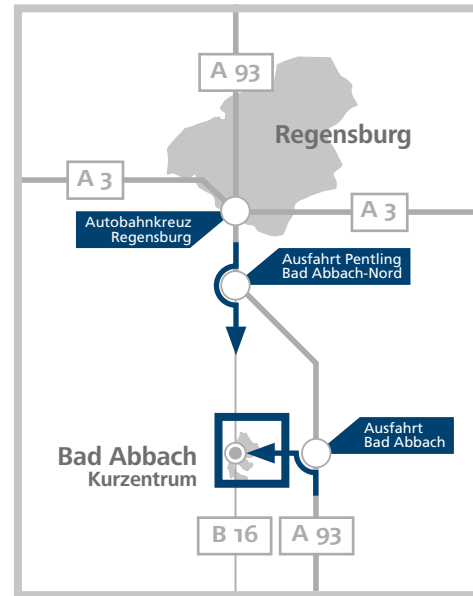 A 93
Regensburg
A 3
A 3
Autobahnkreuz
Regensburg
Ausfahrt Pentling
Bad Abbach-Nord
Ausfahrt
Bad Abbach
Bad Abbach
Kurzentrum
B 16
A 93